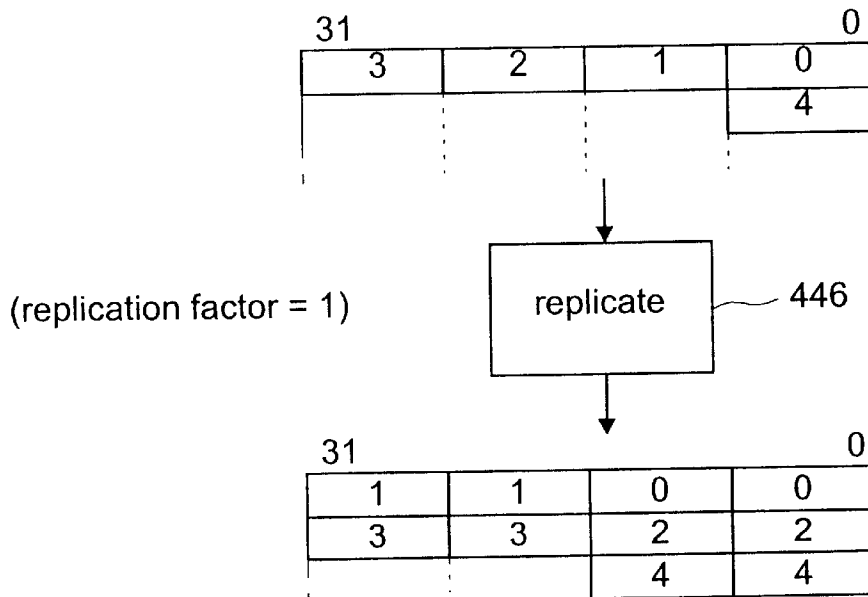 31 0
3 2 1 0
4
(replication factor = 1) replicate 446
31 0
1 1 0 0
3 3 2 2
4 4